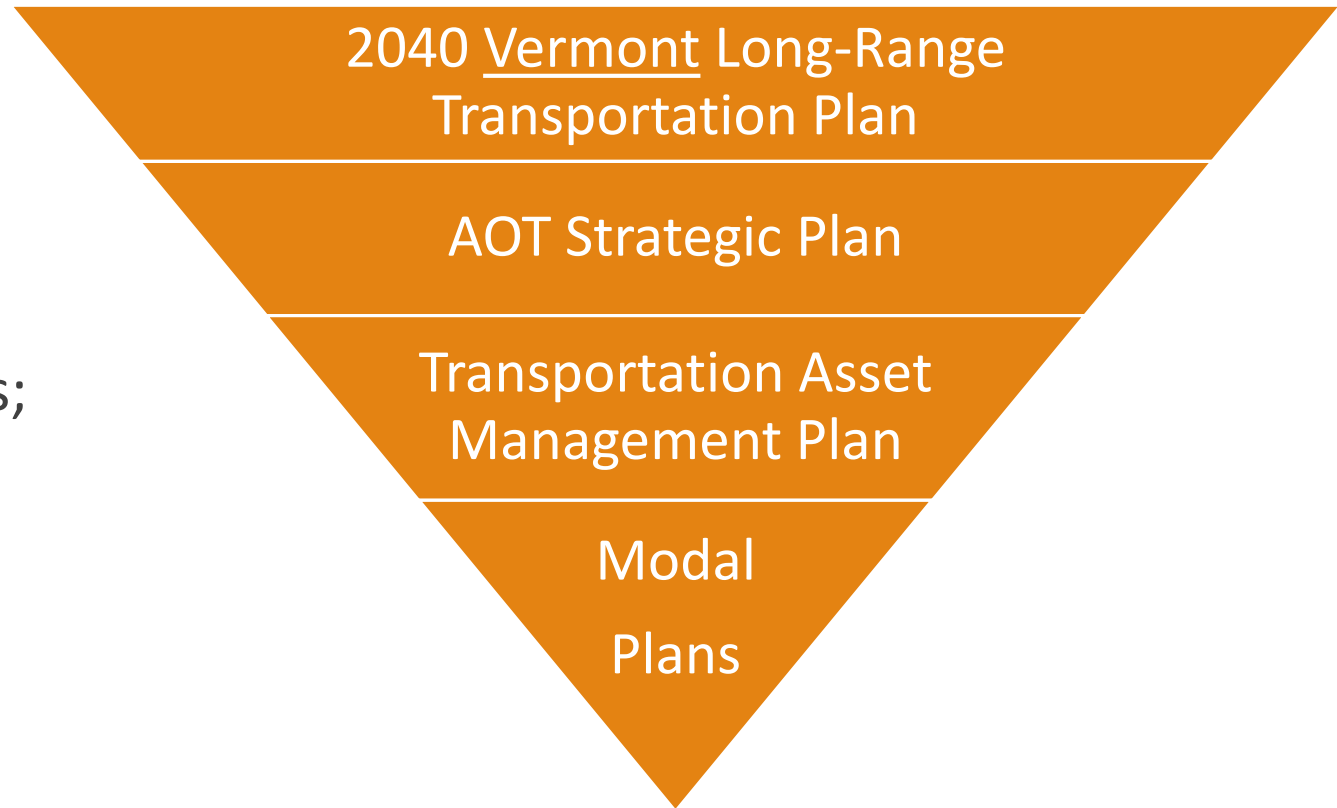 2040 Vermont Long-Range
Transportation Plan
AOT Strategic Plan
Transportation Asset
Management Plan
Modal
Plans
s;